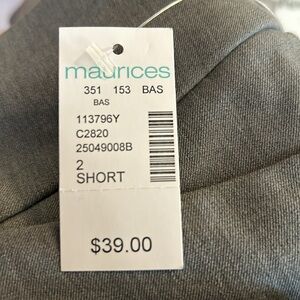 maurices
351 153 BAS
BAS
113796Y
C2820
25049008B
2
SHORT
$39.00